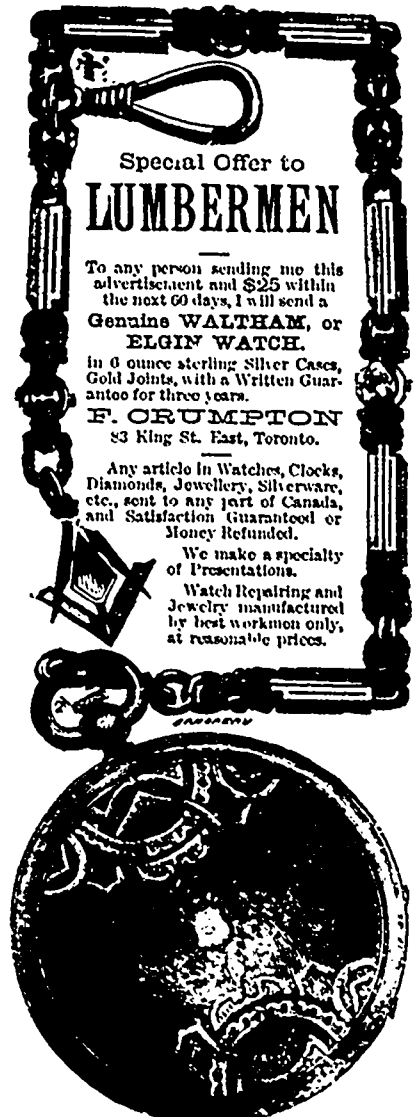 Special Offer to
LUMBERMEN
To any person sending me this
advertisement and $25 within
the next 60 days, I will send a
Genuine WALTHAM, or
ELGIN WATCH.
in 6 ounce sterling Silver Cases,
Gold Joints, with a Written Guar-
antee for three years.
F. CRUMPTON
83 King St. East, Toronto.
Any article in Watches, Clocks,
Diamonds, Jewellery, Silverware,
etc., sent to any part of Canada,
and Satisfaction Guaranteed or
Money Refunded.
We make a specialty
of Presentations.
Watch Repairing and
Jewelry manufactured
by best workmen only,
at reasonable prices.